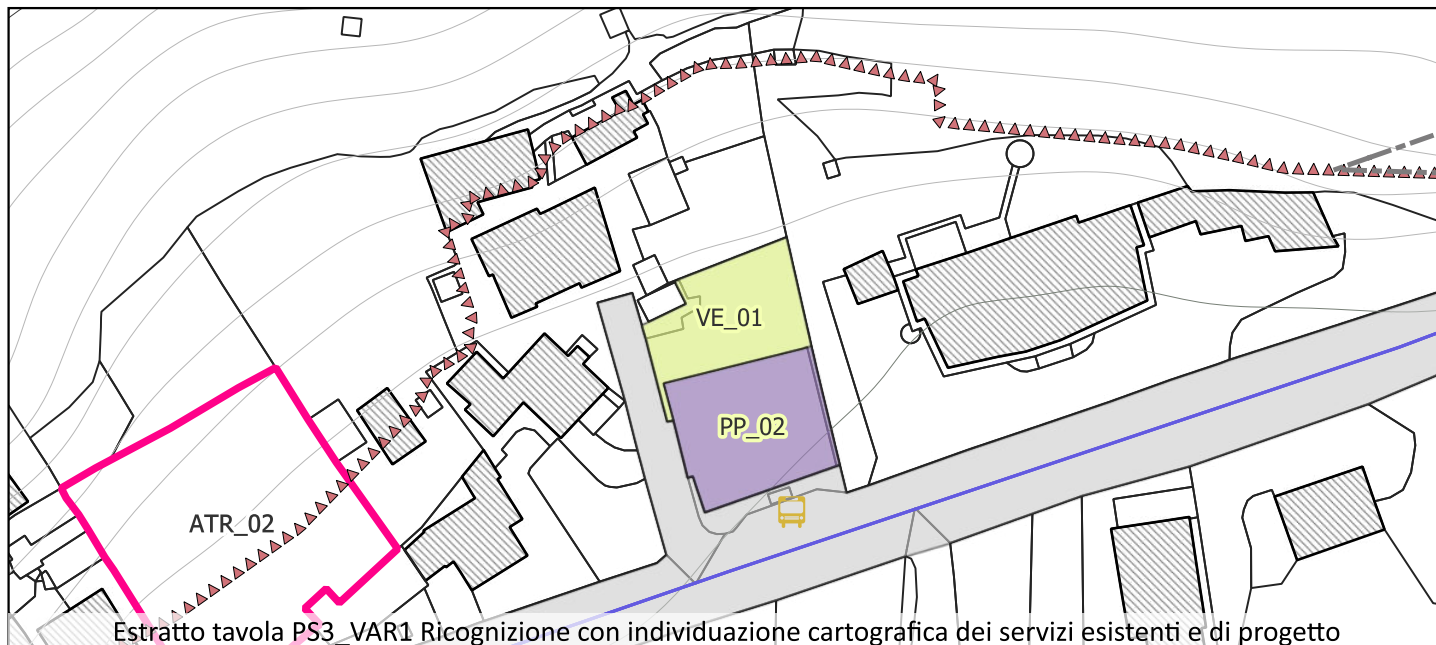 VE_01
PP_02
ATR_02
Estratto tavola PS3_VAR1 Ricognizione con individuazione cartografica dei servizi esistenti e di progetto